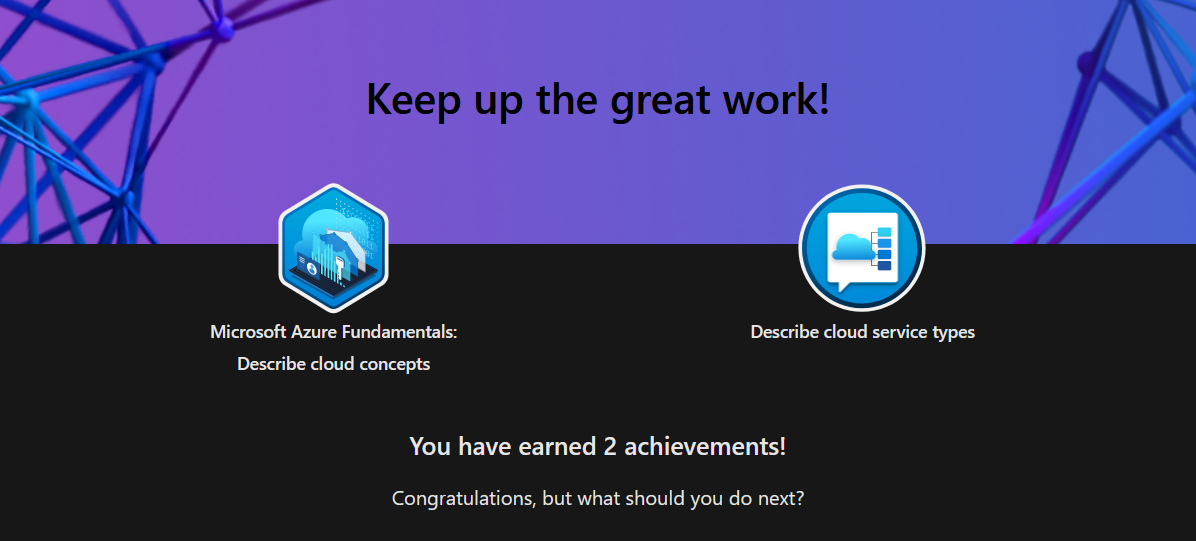 Keep up the great work!
Microsoft Azure Fundamentals:
Describe cloud concepts
Describe cloud service types
You have earned 2 achievements!
Congratulations, but what should you do next?